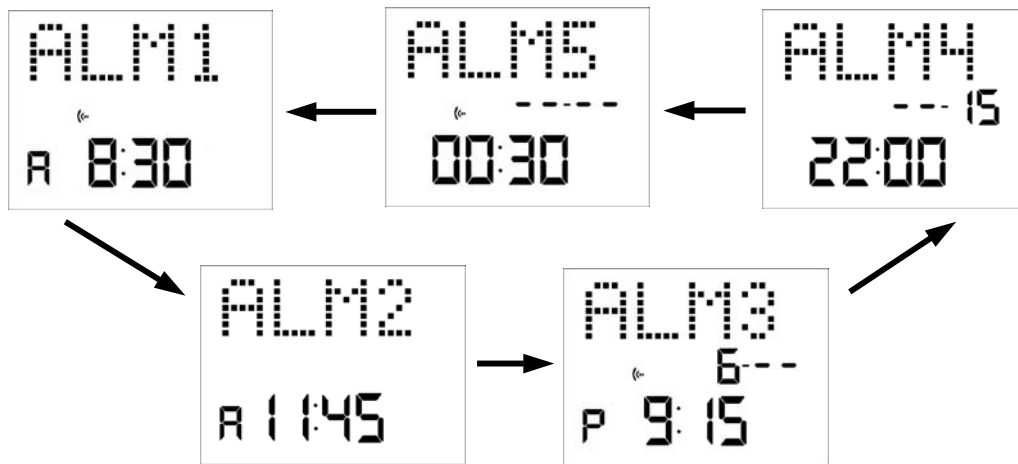 ALM1
A 8:30
ALM5
-- - --
00:30
ALM4
-- - 15
22:00
ALM2
A 11:45
ALM3
6 - --
P 9:15